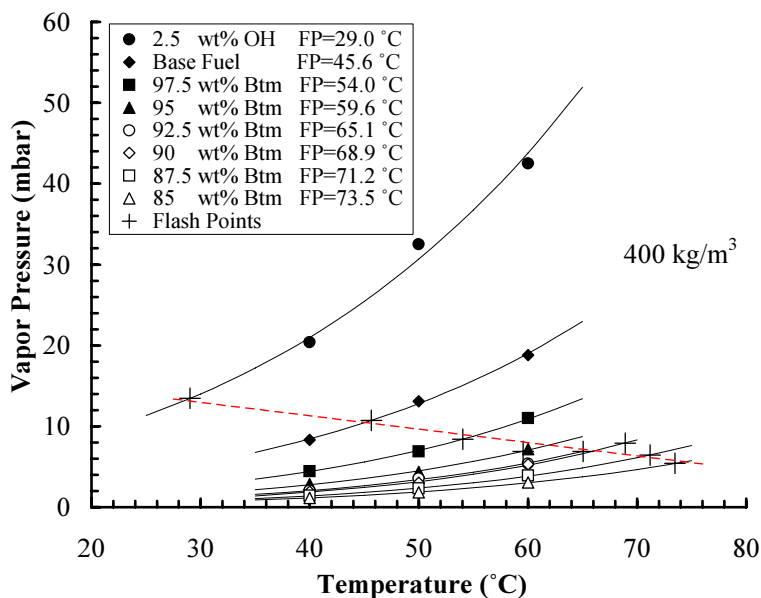 60
50
40
30
20
10
0
Vapor Pressure (mbar)
2.5 wt% OH FP=29.0 ˚C
Base Fuel FP=45.6 ˚C
97.5 wt% Btm FP=54.0 ˚C
95 wt% Btm FP=59.6 ˚C
92.5 wt% Btm FP=65.1 ˚C
90 wt% Btm FP=68.9 ˚C
87.5 wt% Btm FP=71.2 ˚C
85 wt% Btm FP=73.5 ˚C
Flash Points
400 kg/m³
20 30 40 50 60 70 80
Temperature (˚C)